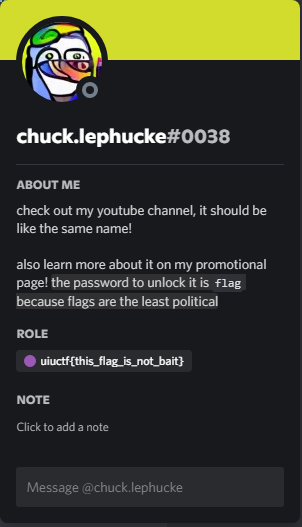 chuck.lephucke#0038
ABOUT ME
check out my youtube channel, it should be
like the same name!
also learn more about it on my promotional
page! the password to unlock it is flag
because flags are the least political
ROLE
uiuctf{this_flag_is_not_bait}
NOTE
Click to add a note
Message @chuck.lephucke